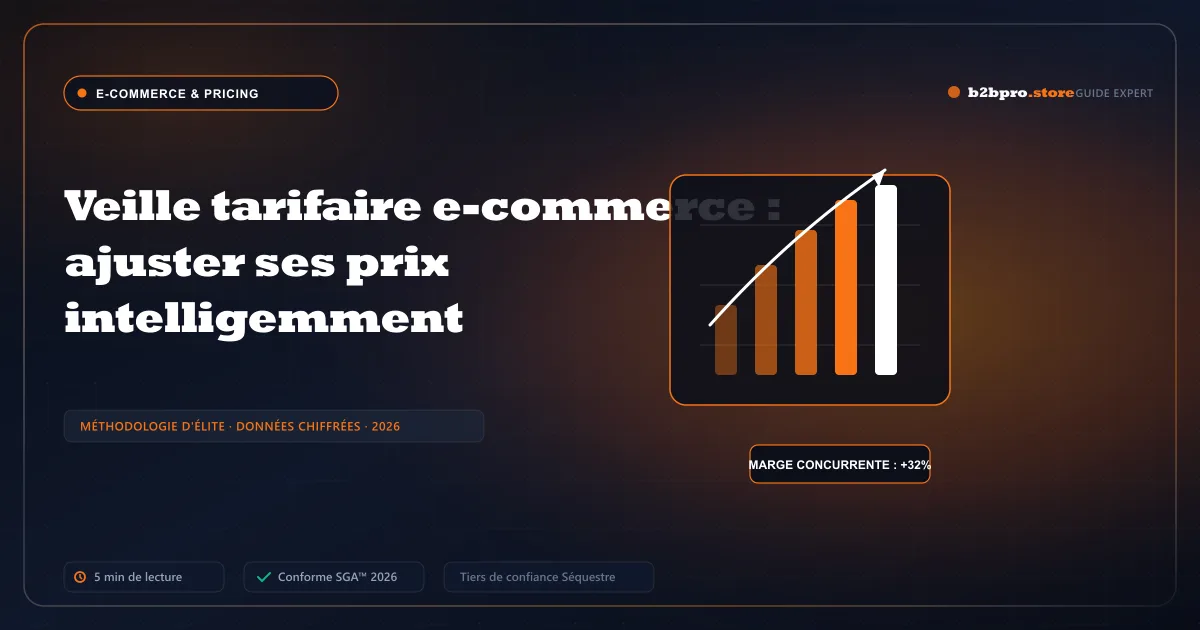 E-COMMERCE & PRICING
b2bpro.store GUIDE EXPERT
Veille tarifaire e-commerce :
ajuster ses prix
intelligemment
MÉTHODOLOGIE D'ÉLITE · DONNÉES CHIFFRÉES · 2026
MARGE CONCURRENTE : +32%
5 min de lecture
Conforme SGA™ 2026
Tiers de confiance Séquestre